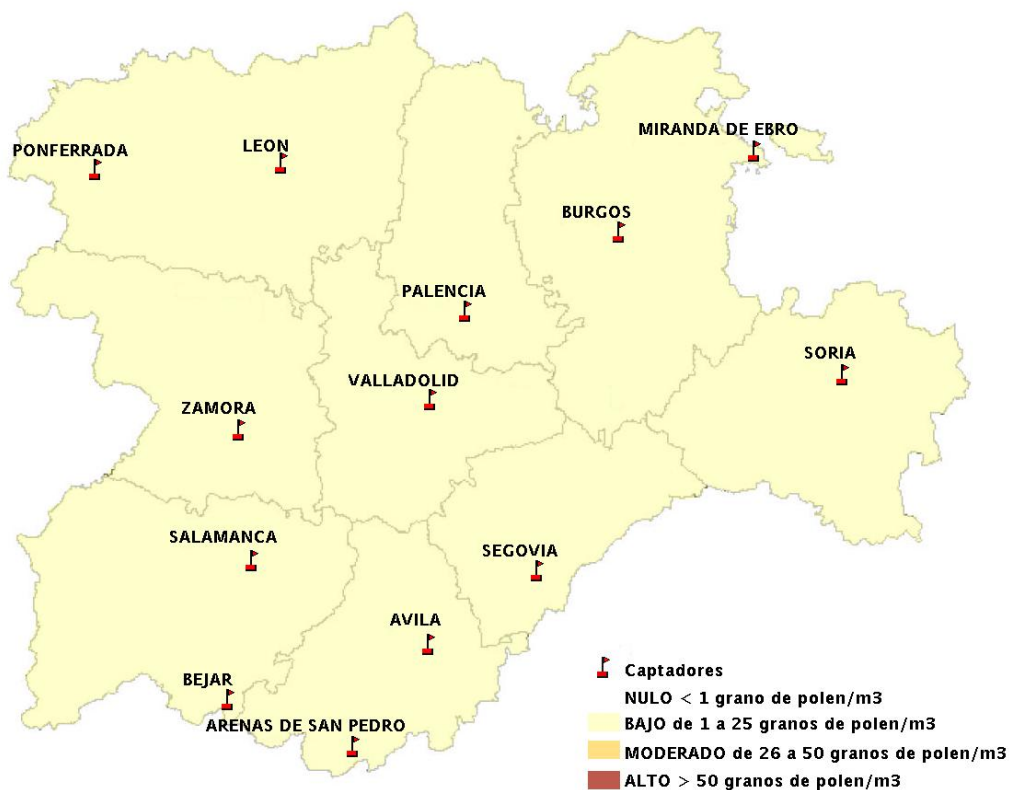 MIRANDA DE EBRO
PONFERRADA
LEON
BURGOS
PALENCIA
SORIA
VALLADOLID
ZAMORA
SALAMANCA
SEGOVIA
AVILA
BEJAR
ARENAS DE SAN PEDRO
Captadores
NULO < 1 grano de polen/m3
BAJO de 1 a 25 granos de polen/m3
MODERADO de 26 a 50 granos de polen/m3
ALTO > 50 granos de polen/m3